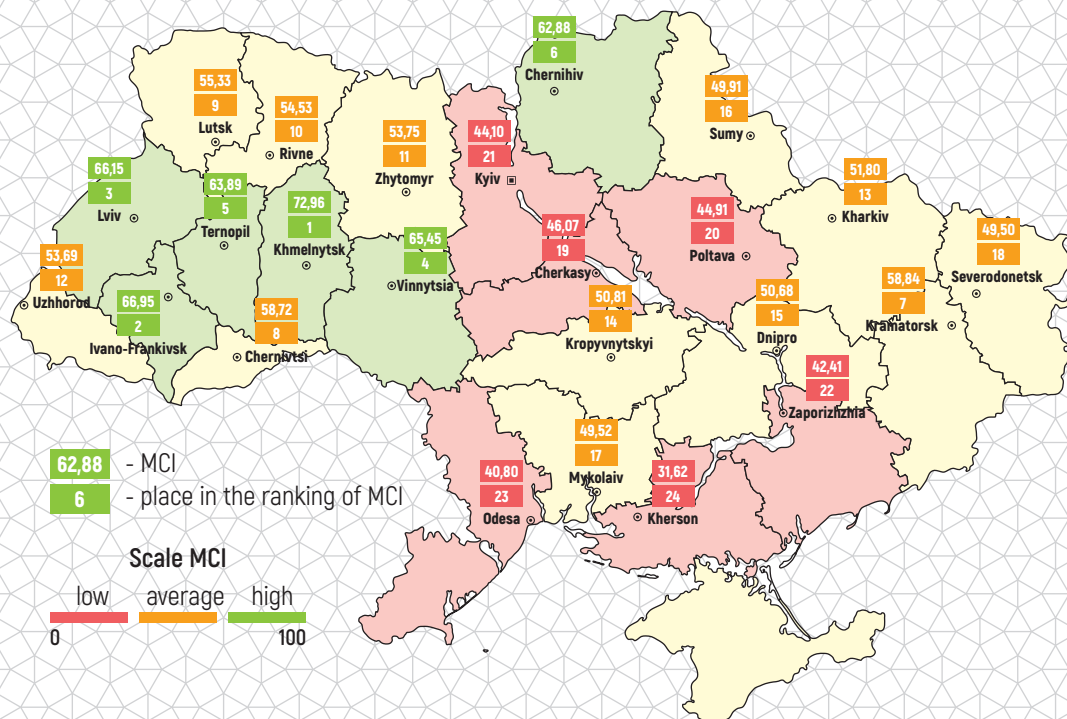 62,88
6
Chernihiv
55,33
9
Lutsk
54,53
10
Rivne
53,75
11
Zhytomyr
44,10
21
Kyiv
49,91
16
Sumy
66,15
3
Lviv
63,89
5
Ternopil
72,96
1
Khmelnytsk
65,45
4
Vinnytsia
46,07
19
Cherkasy
44,91
20
Poltava
51,80
13
Kharkiv
49,50
18
Severodonetsk
53,69
12
Uzhhorod
66,95
2
Ivano-Frankivsk
58,72
8
Chernivtsi
50,81
14
Kropyvnytskyi
50,68
15
Dnipro
58,84
7
Kramatorsk
42,41
22
Zaporizhzhia
49,52
17
Mykolaiv
40,80
23
Odesa
31,62
24
Kherson
62,88 - MCI
6 - place in the ranking of MCI
Scale MCI
low average high
0 100